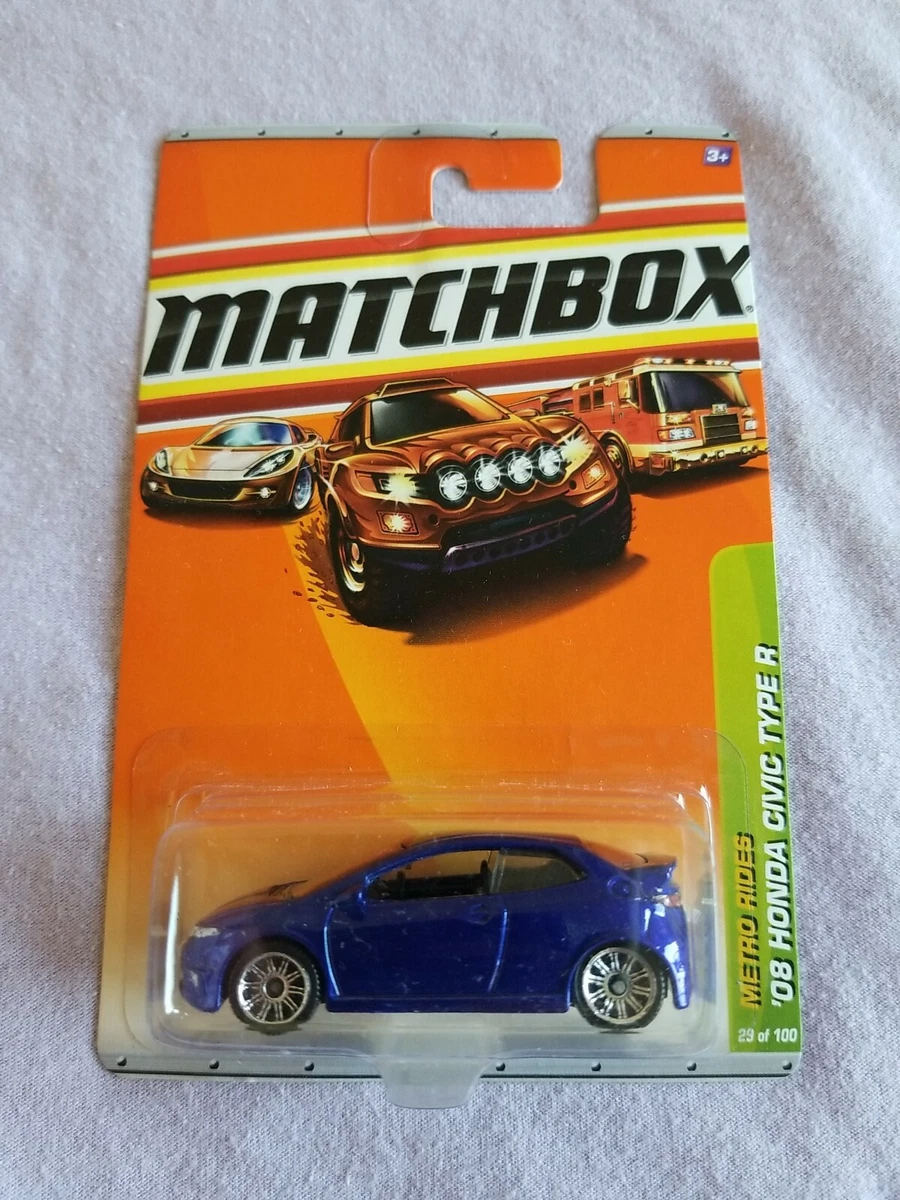 3+
MATCHBOX®
METRO RIDES
'08 HONDA CIVIC TYPE R
29 of 100